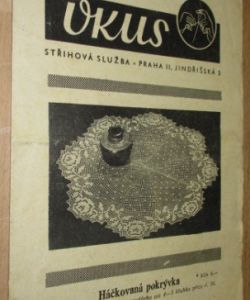 VKUS
STŘIHOVÁ SLUŽBA - PRAHA II, JINDŘIŠSKÁ 5
Háčkovaná pokrývka